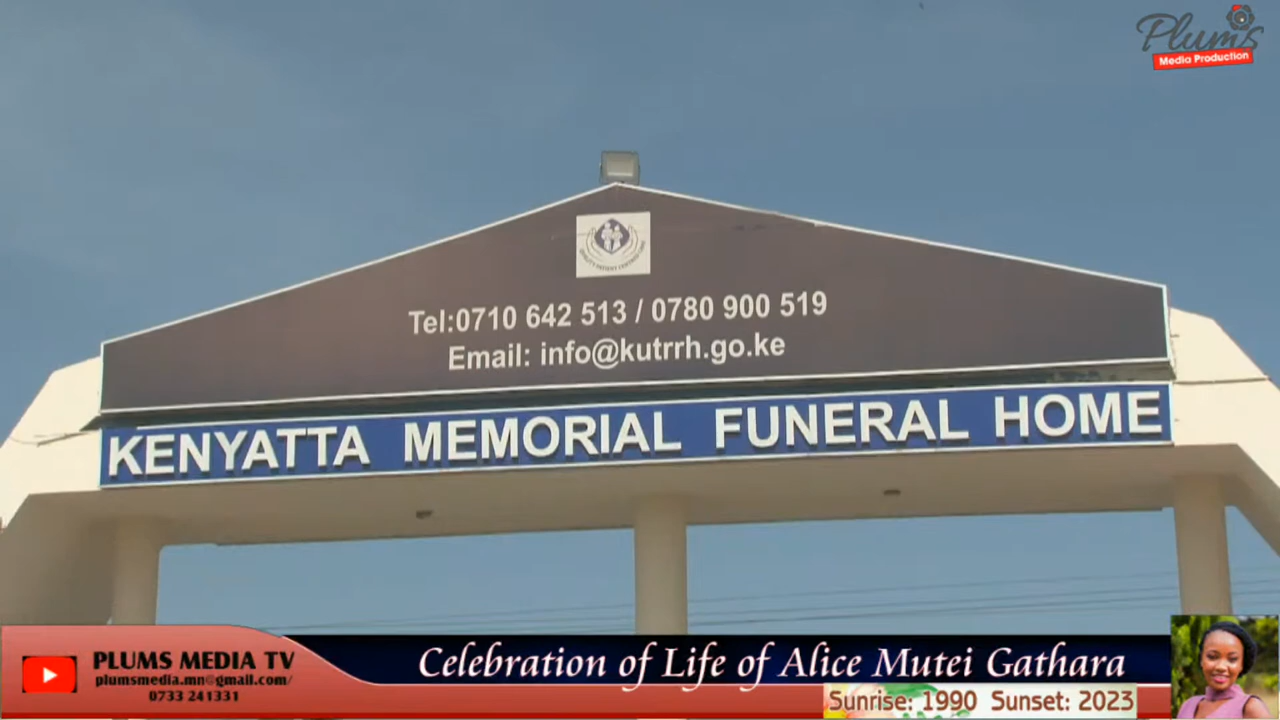 Plum's
Media Production
Tel:0710 642 513 / 0780 900 519
Email: info@kutrrh.go.ke
KENYATTA MEMORIAL FUNERAL HOME
PLUMS MEDIA TV
plumsmedia.mn@gmail.com/
0733 241331
Celebration of Life of Alice Mutei Gathara
Sunrise: 1990 Sunset: 2023